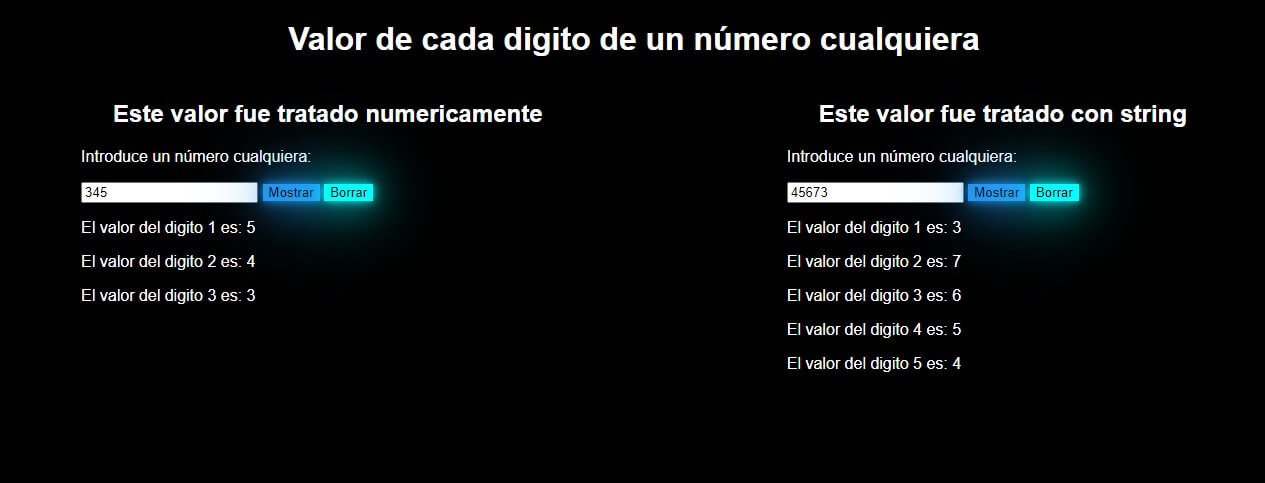 Valor de cada digito de un número cualquiera
Este valor fue tratado numericamente
Introduce un número cualquiera:
345 Mostrar Borrar
El valor del digito 1 es: 5
El valor del digito 2 es: 4
El valor del digito 3 es: 3
Este valor fue tratado con string
Introduce un número cualquiera:
45673 Mostrar Borrar
El valor del digito 1 es: 3
El valor del digito 2 es: 7
El valor del digito 3 es: 6
El valor del digito 4 es: 5
El valor del digito 5 es: 4